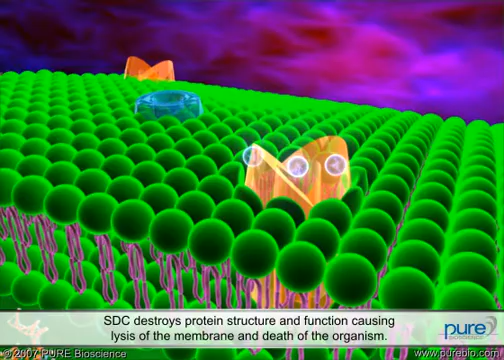 SDC destroys protein structure and function causing
lysis of the membrane and death of the organism.
pure
BIOSCIENCE
© 2007 PURE Bioscience
www.purebio.com